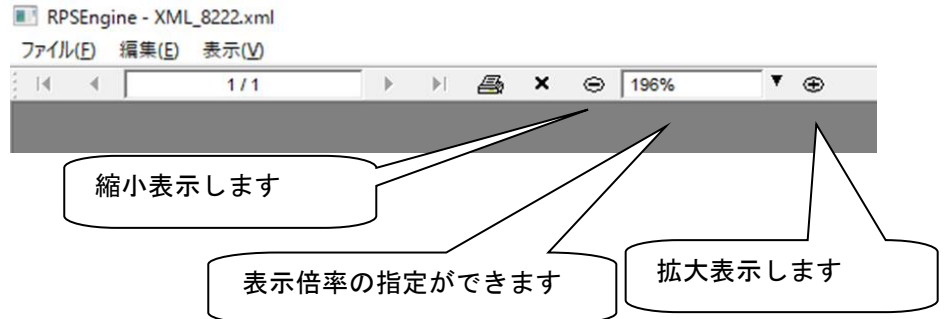 RPSEngine - XML_8222.xml
ファイル(F) 編集(E) 表示(V)
1 / 1 196%
縮小表示します
表示倍率の指定ができます
拡大表示します